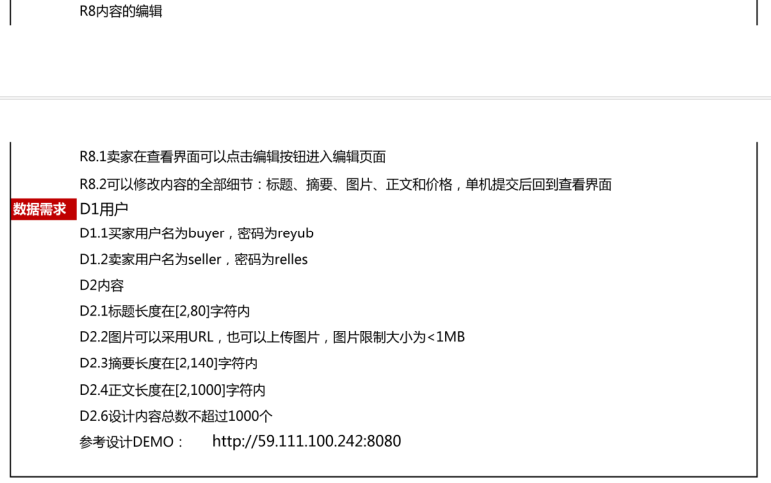 R8内容的编辑
R8.1卖家在查看界面可以点击编辑按钮进入编辑页面
R8.2可以修改内容的全部细节：标题、摘要、图片、正文和价格，单机提交后回到查看界面
数据需求 D1用户
D1.1买家用户名为buyer，密码为reyub
D1.2卖家用户名为seller，密码为relles
D2内容
D2.1标题长度在[2,80]字符内
D2.2图片可以采用URL，也可以上传图片，图片限制大小为<1MB
D2.3摘要长度在[2,140]字符内
D2.4正文长度在[2,1000]字符内
D2.6设计内容总数不超过1000个
参考设计DEMO： http://59.111.100.242:8080